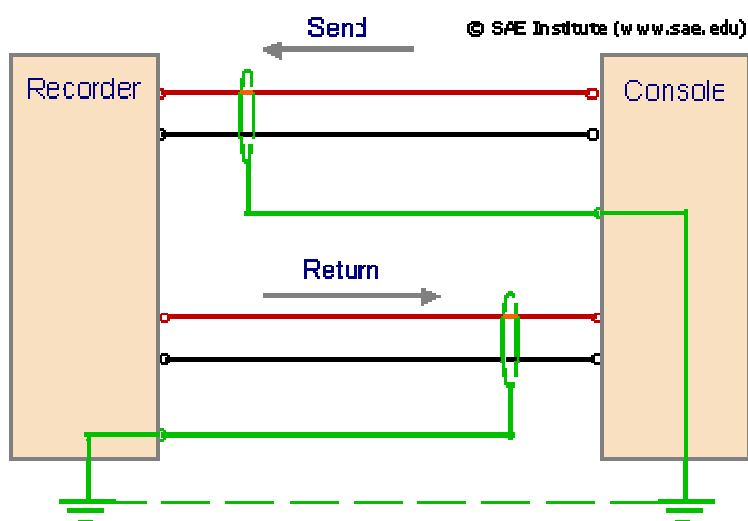 Send
© SAE Institute (www.sae.edu)
Recorder
Console
Return